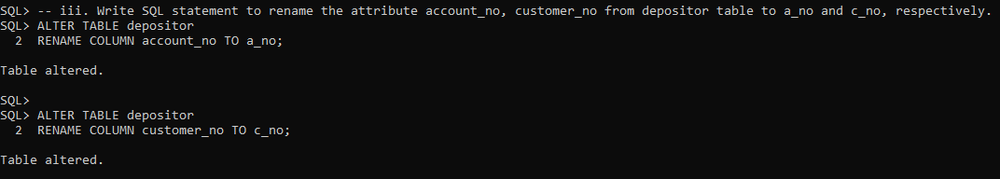 SQL> -- iii. Write SQL statement to rename the attribute account_no, customer_no from depositor table to a_no and c_no, respectively.
SQL> ALTER TABLE depositor
  2  RENAME COLUMN account_no TO a_no;
Table altered.
SQL>
SQL> ALTER TABLE depositor
  2  RENAME COLUMN customer_no TO c_no;
Table altered.